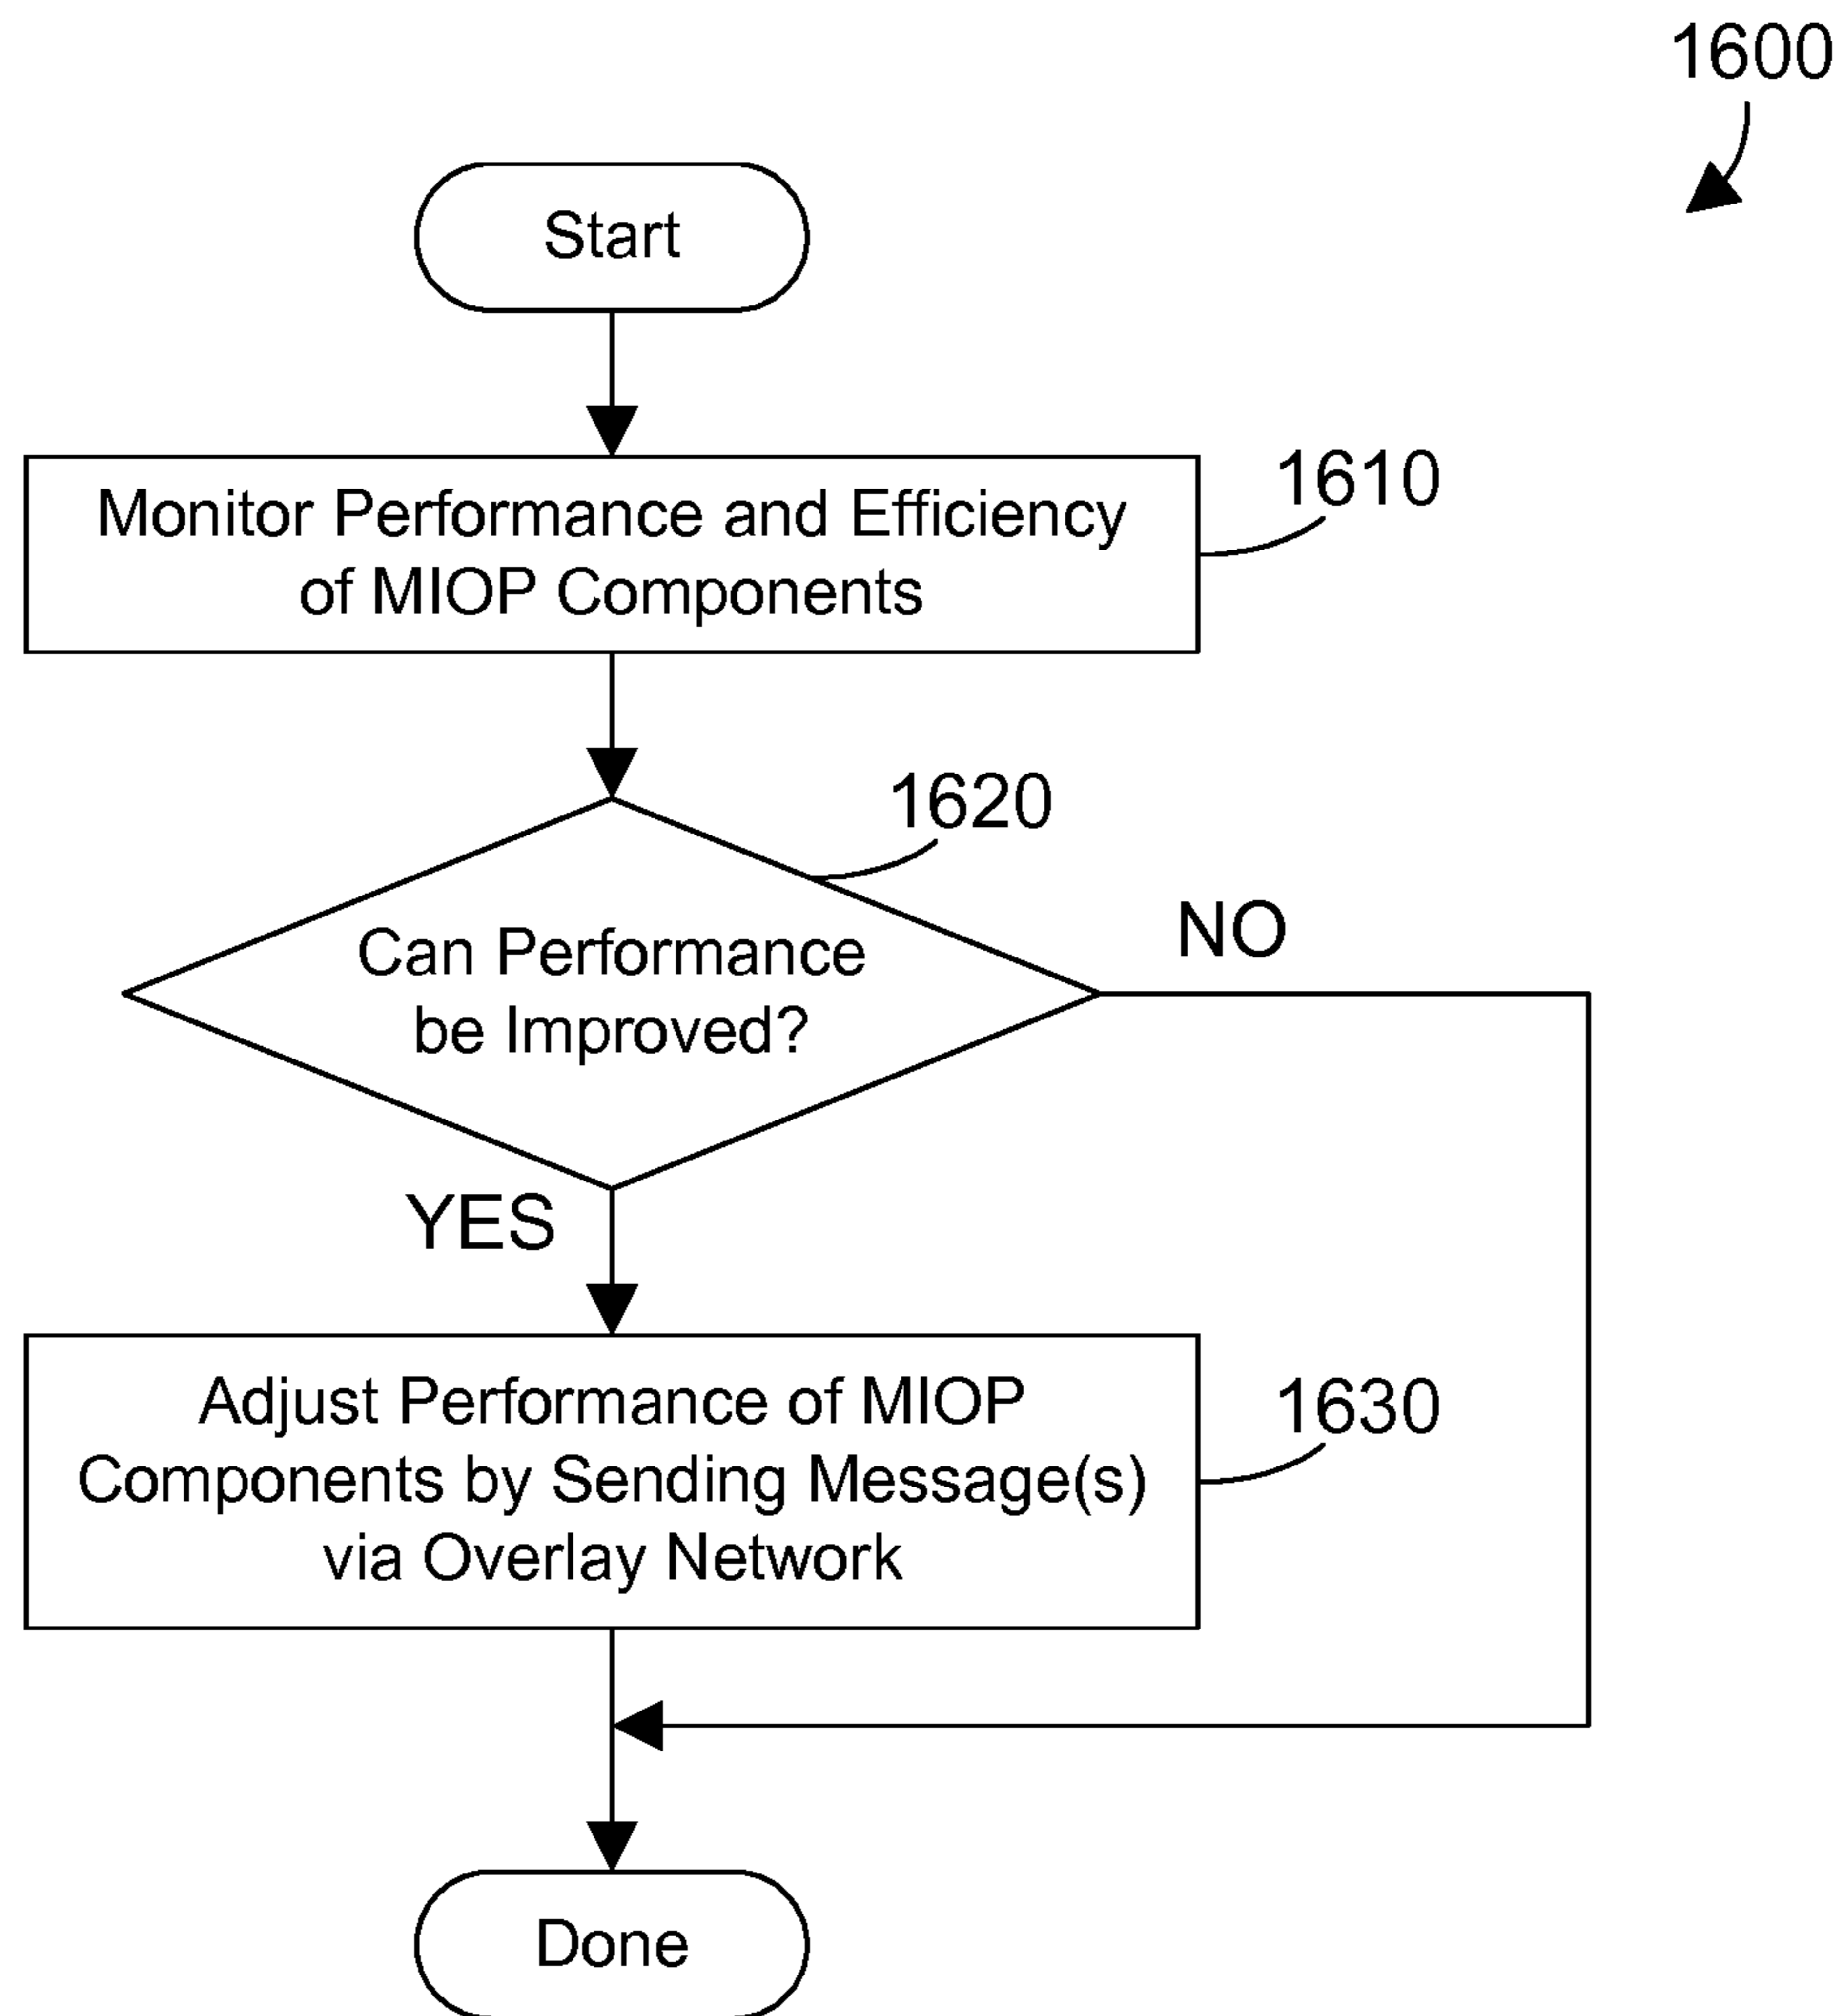 1600
Start
Monitor Performance and Efficiency
of MIOP Components
1610
1620
Can Performance
be Improved?
NO
YES
Adjust Performance of MIOP
Components by Sending Message(s)
via Overlay Network
1630
Done